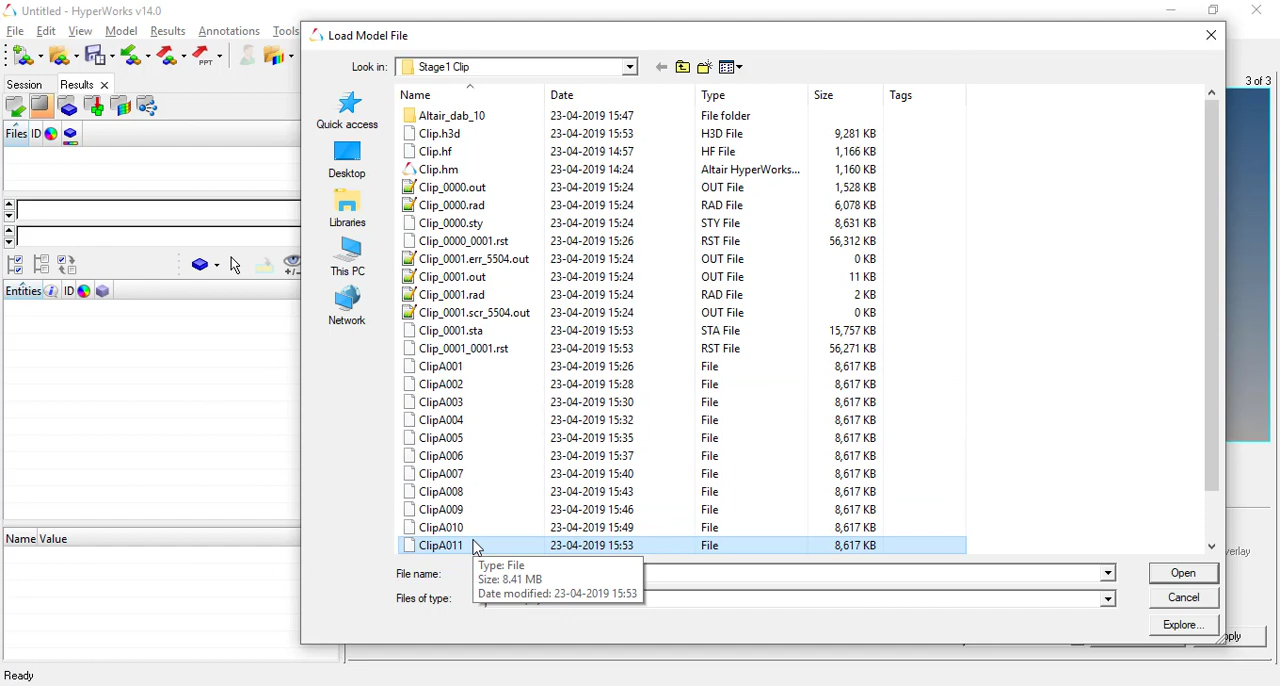 Untitled - HyperWorks v14.0
File Edit View Model Results Annotations Tools
Load Model File
Look in: Stage1 Clip
Session Results
3 of 3
PPT
Files ID
Name Date Type Size Tags
Quick access
Desktop
Libraries
This PC
Network
Altair_dab_10 23-04-2019 15:47 File folder
Clip.h3d 23-04-2019 15:53 H3D File 9,281 KB
Clip.hf 23-04-2019 14:57 HF File 1,166 KB
Clip.hm 23-04-2019 14:24 Altair HyperWorks... 1,160 KB
Clip_0000.out 23-04-2019 15:24 OUT File 1,528 KB
Clip_0000.rad 23-04-2019 15:24 RAD File 6,078 KB
Clip_0000.sty 23-04-2019 15:24 STY File 8,631 KB
Clip_0000_0001.rst 23-04-2019 15:26 RST File 56,312 KB
Clip_0001.err_5504.out 23-04-2019 15:24 OUT File 0 KB
Clip_0001.out 23-04-2019 15:24 OUT File 11 KB
Clip_0001.rad 23-04-2019 15:24 RAD File 2 KB
Clip_0001.scr_5504.out 23-04-2019 15:24 OUT File 0 KB
Clip_0001.sta 23-04-2019 15:53 STA File 15,757 KB
Clip_0001_0001.rst 23-04-2019 15:53 RST File 56,271 KB
ClipA001 23-04-2019 15:26 File 8,617 KB
ClipA002 23-04-2019 15:28 File 8,617 KB
ClipA003 23-04-2019 15:30 File 8,617 KB
ClipA004 23-04-2019 15:32 File 8,617 KB
ClipA005 23-04-2019 15:35 File 8,617 KB
ClipA006 23-04-2019 15:37 File 8,617 KB
ClipA007 23-04-2019 15:40 File 8,617 KB
ClipA008 23-04-2019 15:43 File 8,617 KB
ClipA009 23-04-2019 15:46 File 8,617 KB
ClipA010 23-04-2019 15:49 File 8,617 KB
ClipA011 23-04-2019 15:53 File 8,617 KB
Type: File
Size: 8.41 MB
Date modified: 23-04-2019 15:53
File name:
Files of type:
Open
Cancel
Explore...
Entities ID
Name Value
verlay
pply
Ready